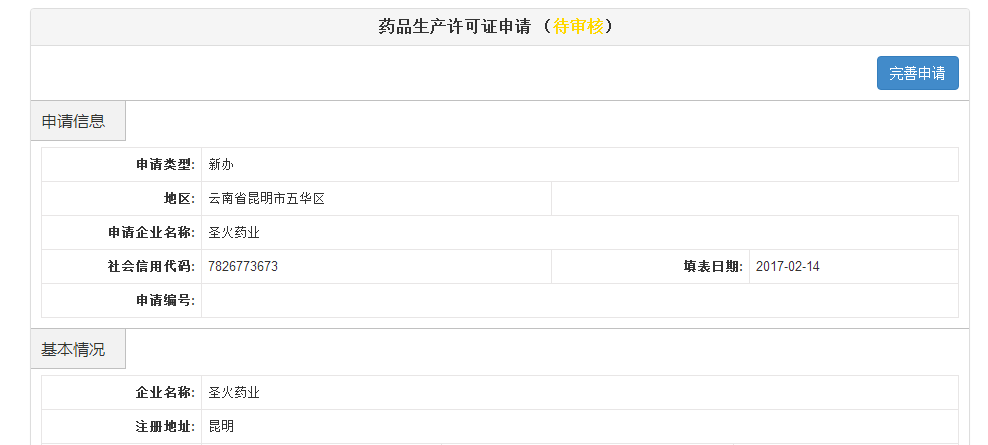 药品生产许可证申请 （待审核）
完善申请
申请信息
申请类型: 新办
地区: 云南省昆明市五华区
申请企业名称: 圣火药业
社会信用代码: 7826773673 填表日期: 2017-02-14
申请编号:
基本情况
企业名称: 圣火药业
注册地址: 昆明